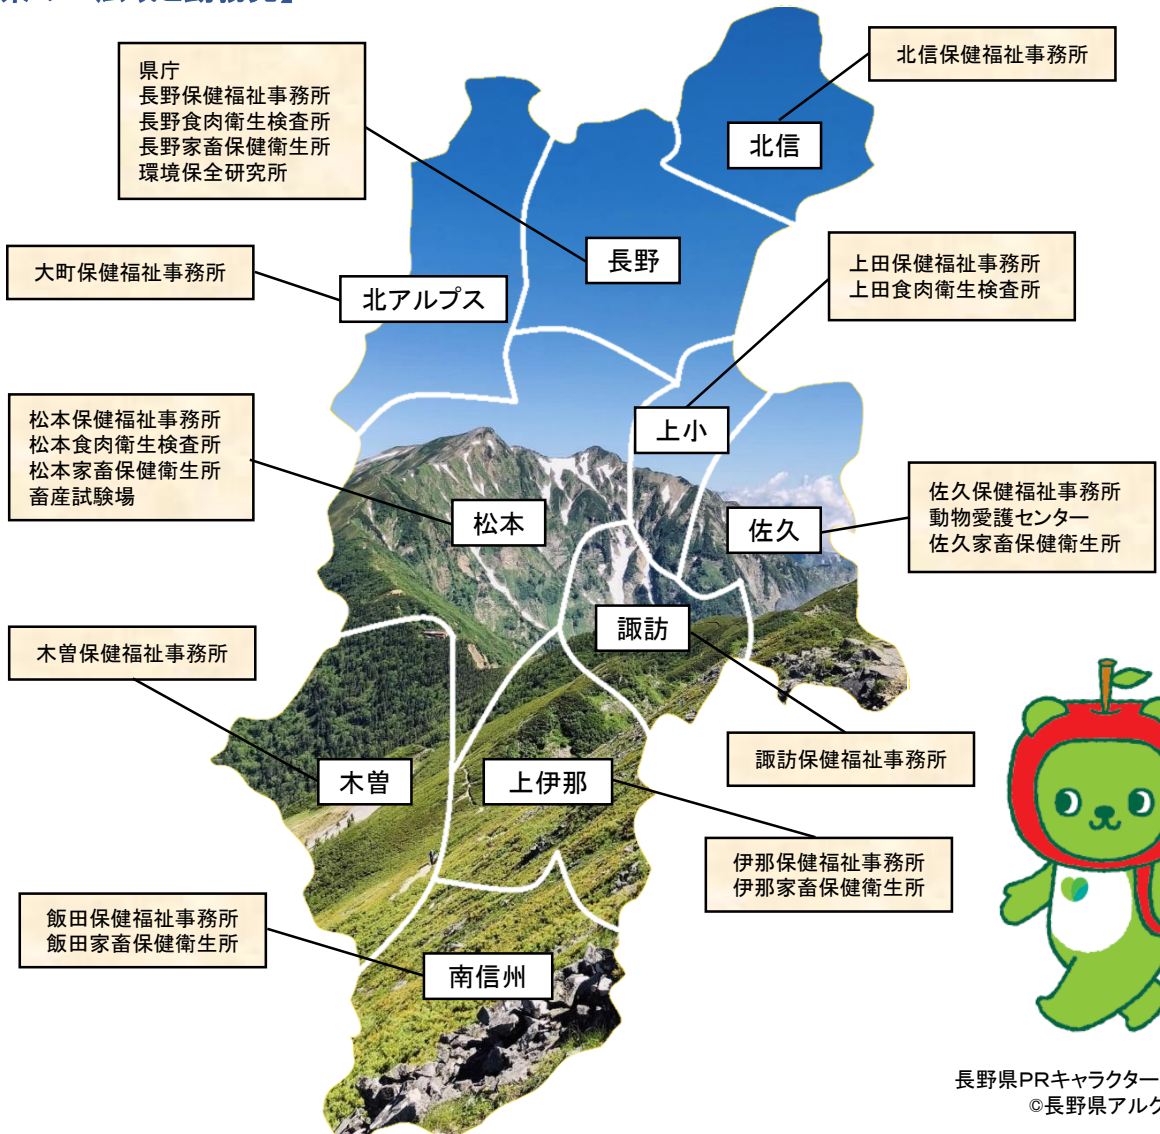 県庁
長野保健福祉事務所
長野食肉衛生検査所
長野家畜保健衛生所
環境保全研究所
北信保健福祉事務所
北信
長野
大町保健福祉事務所
北アルプス
上田保健福祉事務所
上田食肉衛生検査所
上小
松本保健福祉事務所
松本食肉衛生検査所
松本家畜保健衛生所
畜産試験場
松本
佐久
佐久保健福祉事務所
動物愛護センター
佐久家畜保健衛生所
諏訪
木曽保健福祉事務所
諏訪保健福祉事務所
木曽
上伊那
伊那保健福祉事務所
伊那家畜保健衛生所
飯田保健福祉事務所
飯田家畜保健衛生所
南信州
長野県PRキャラクター
©長野県アルク